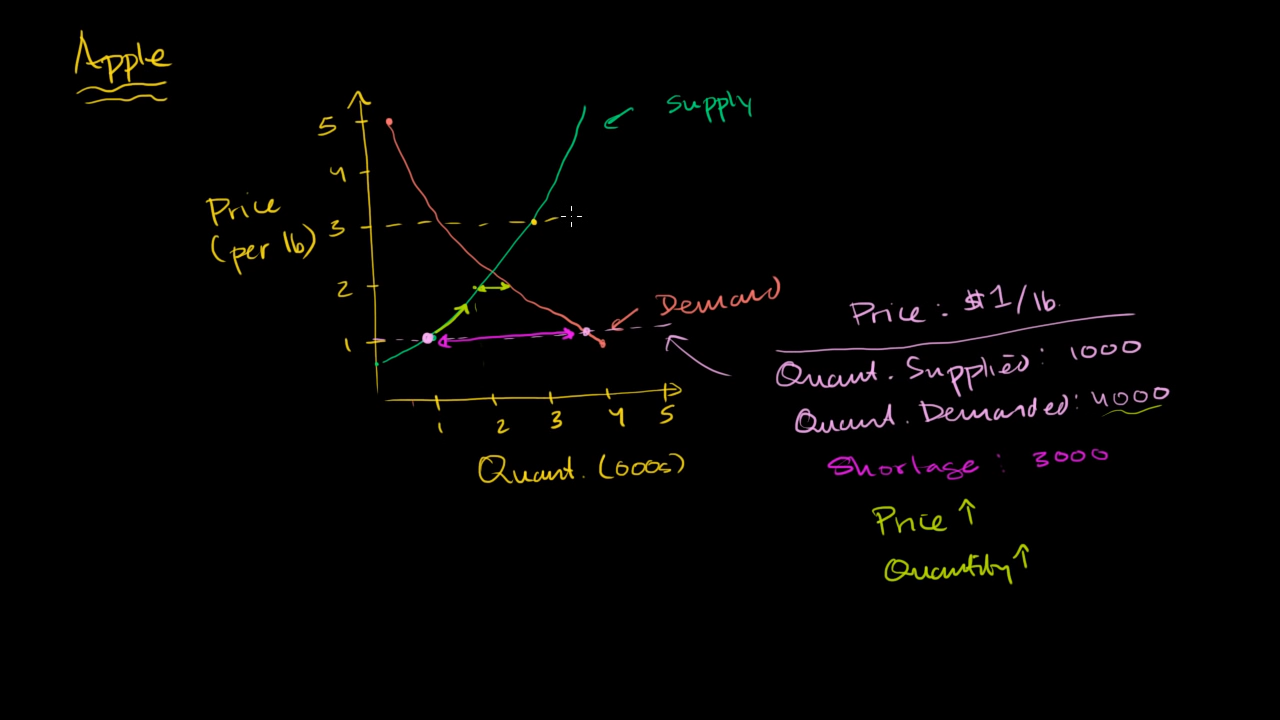 Apple
Supply
5
4
3
2
1
Price
(per lb)
Demand
1 2 3 4 5
Quant. (000s)
Price: $1/lb.
Quant. Supplied: 1000
Quant. Demanded: 4000
Shortage: 3000
Price ↑
Quantity ↑